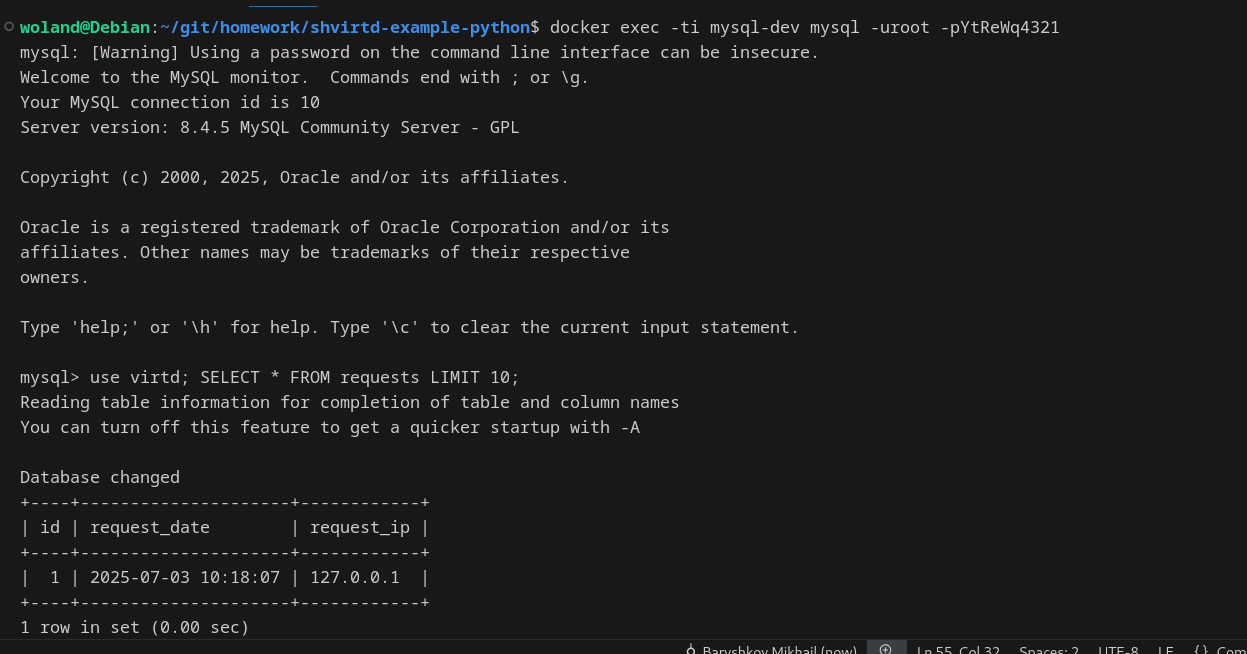 woland@Debian:~/git/homework/shvirtd-example-python$ docker exec -ti mysql-dev mysql -uroot -pYtReWq4321
mysql: [Warning] Using a password on the command line interface can be insecure.
Welcome to the MySQL monitor.  Commands end with ; or \g.
Your MySQL connection id is 10
Server version: 8.4.5 MySQL Community Server - GPL

Copyright (c) 2000, 2025, Oracle and/or its affiliates.

Oracle is a registered trademark of Oracle Corporation and/or its
affiliates. Other names may be trademarks of their respective
owners.

Type 'help;' or '\h' for help. Type '\c' to clear the current input statement.

mysql> use virtd; SELECT * FROM requests LIMIT 10;
Reading table information for completion of table and column names
You can turn off this feature to get a quicker startup with -A

Database changed
+----+---------------------+------------+
| id | request_date        | request_ip |
+----+---------------------+------------+
|  1 | 2025-07-03 10:18:07 | 127.0.0.1  |
+----+---------------------+------------+
1 row in set (0.00 sec)
Baryshkov Mikhail (now) Ln 55, Col 32 Spaces: 2 UTF-8 LF {} Com